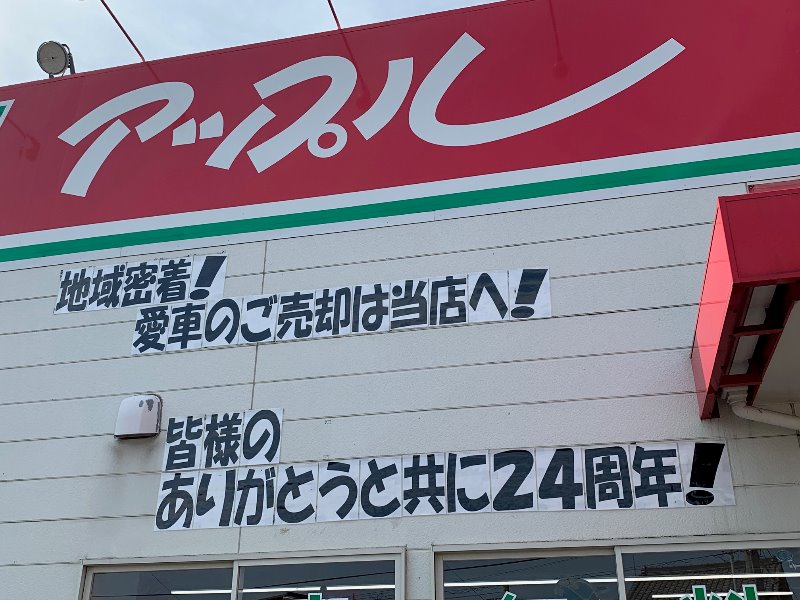 アップル
地域密着!
愛車のご売却は当店へ!
皆様の
ありがとうと共に24周年!